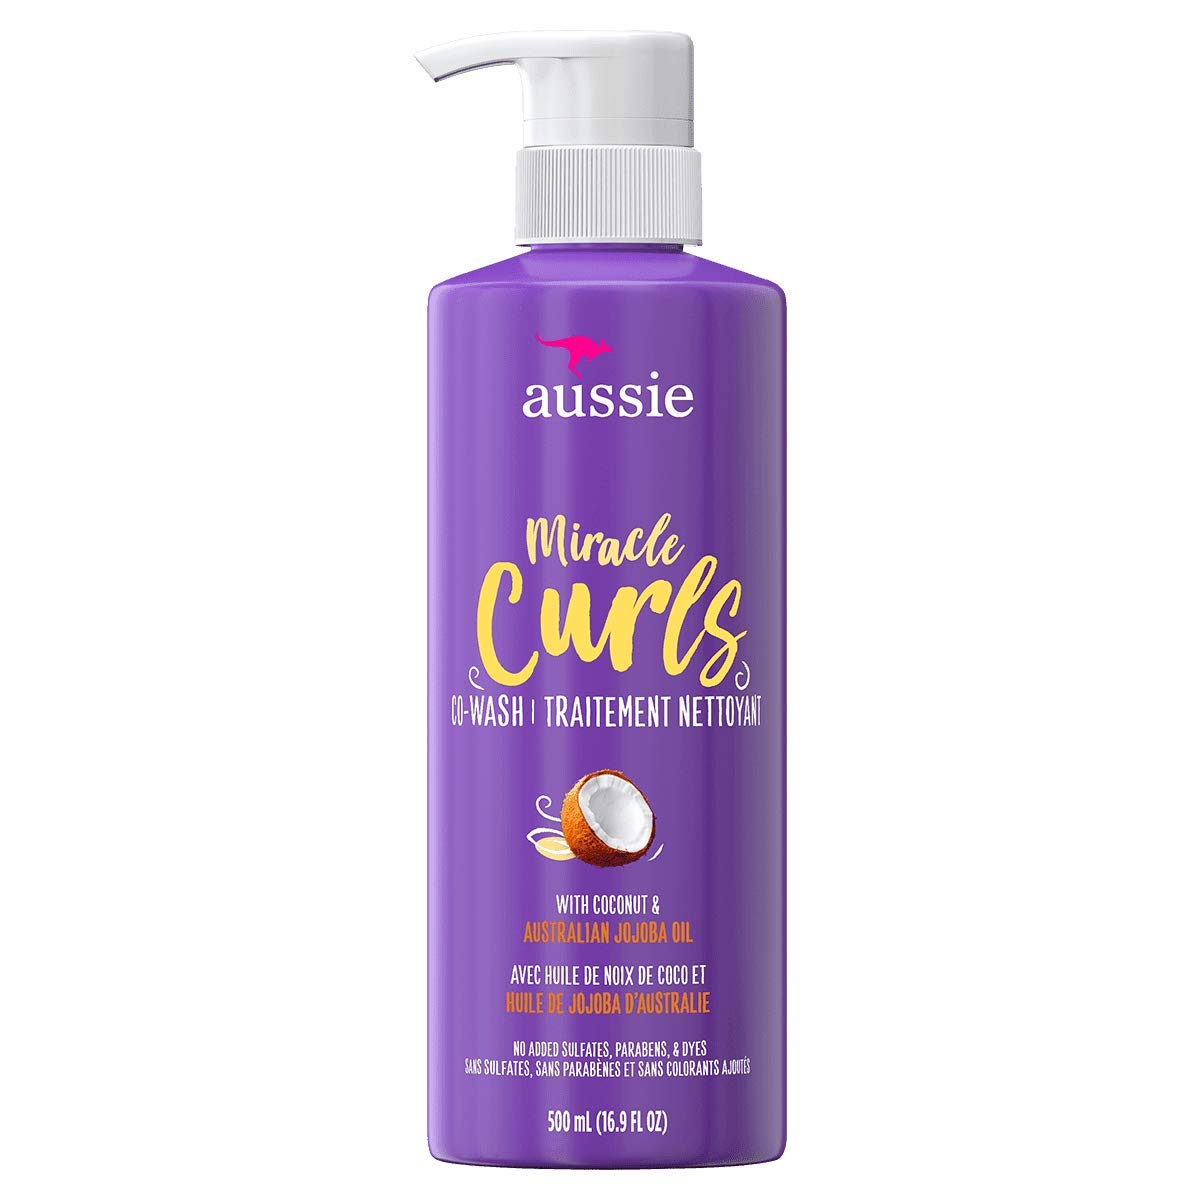 aussie
Miracle
Curls
CO-WASH | TRAITEMENT NETTOYANT
WITH COCONUT &
AUSTRALIAN JOJOBA OIL
AVEC HUILE DE NOIX DE COCO ET
HUILE DE JOJOBA D'AUSTRALIE
NO ADDED SULFATES, PARABENS, & DYES
SANS SULFATES, SANS PARABÈNES ET SANS COLORANTS AJOUTÉS
500 mL (16.9 FL OZ)